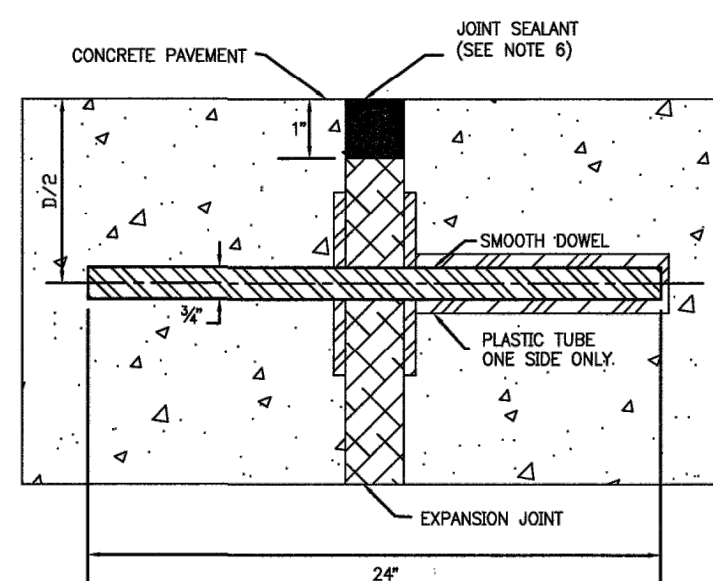 JOINT SEALANT
(SEE NOTE 6)
CONCRETE PAVEMENT
1"
D/2
SMOOTH DOWEL
¾"
PLASTIC TUBE
ONE SIDE ONLY.
EXPANSION JOINT
24"